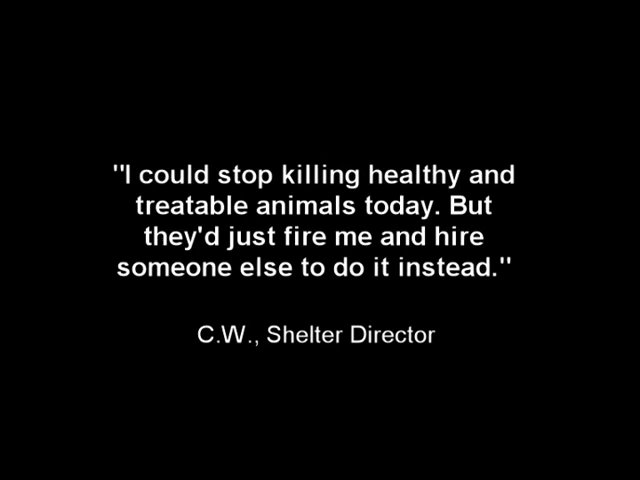 "I could stop killing healthy and
treatable animals today. But
they'd just fire me and hire
someone else to do it instead."
C.W., Shelter Director